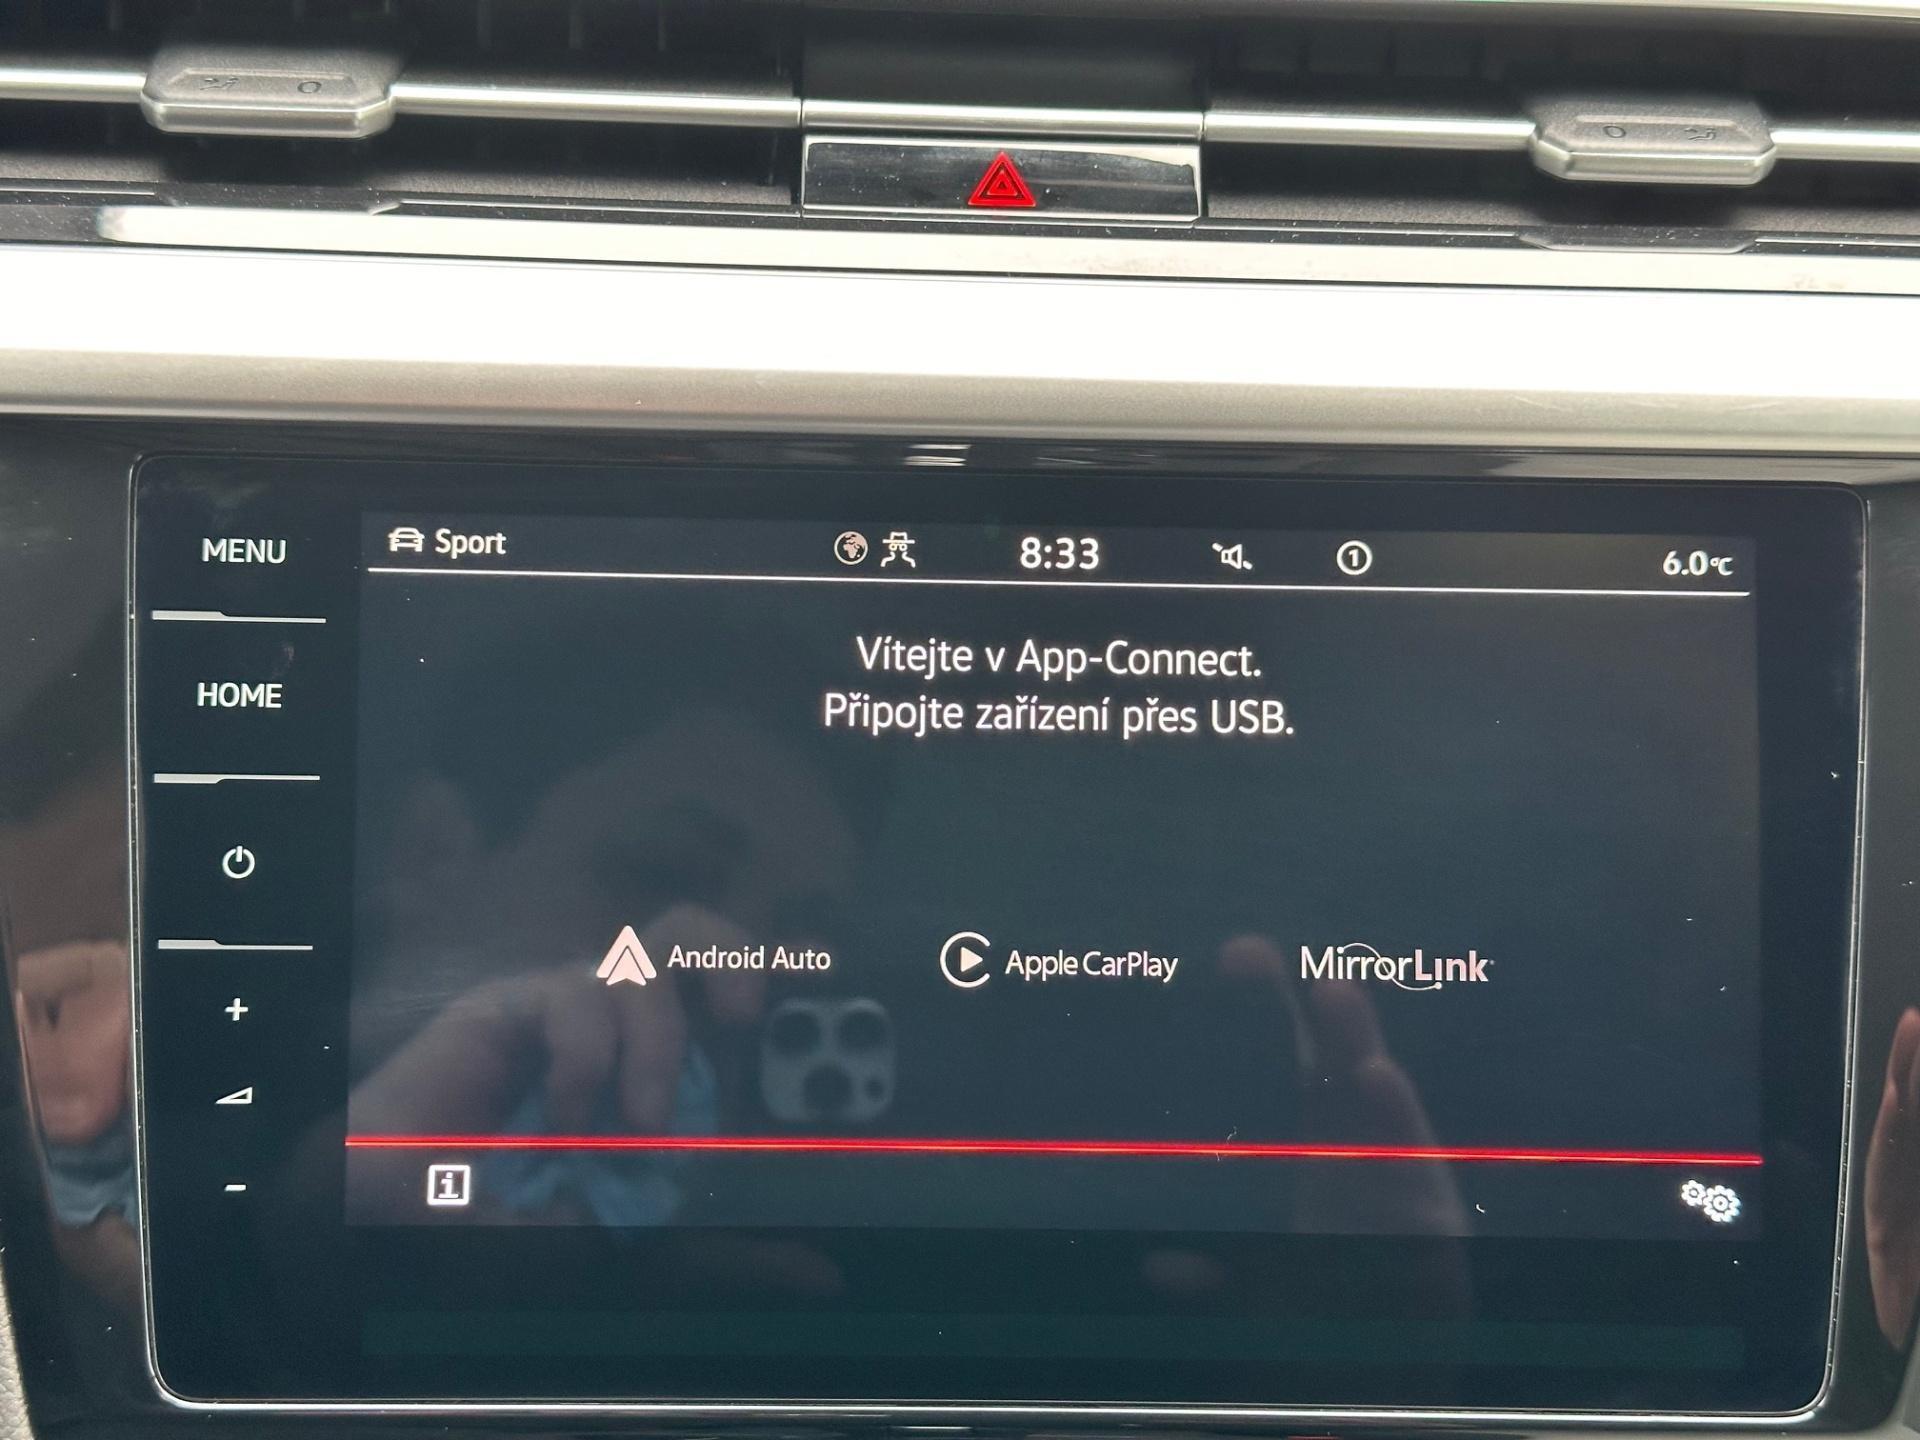 MENU
Sport
8:33
1
6.0°C
HOME
Vítejte v App-Connect.
Připojte zařízení přes USB.
Android Auto
Apple CarPlay
MirrorLink
+
-
i